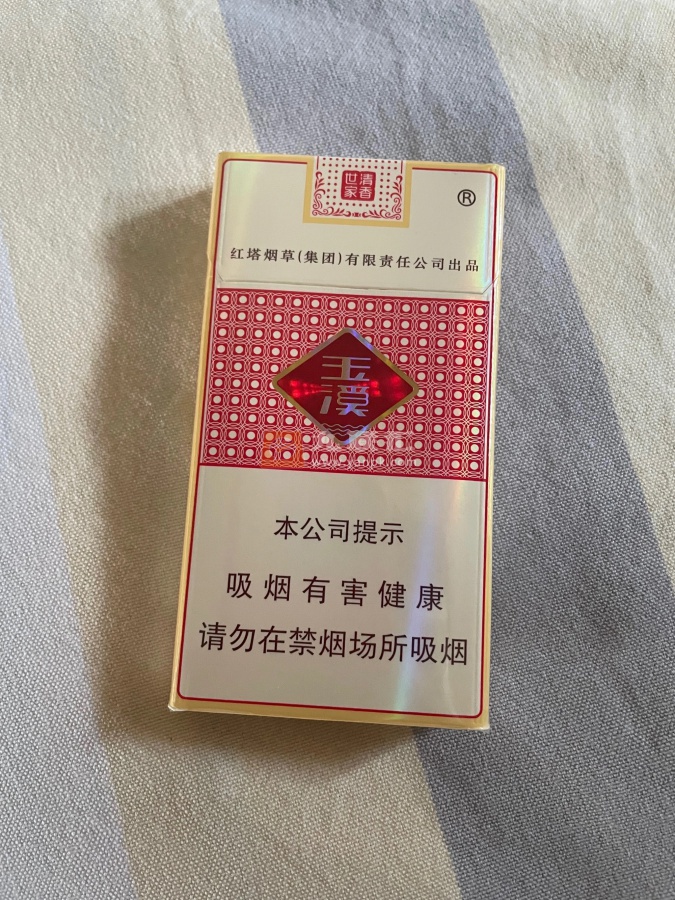 清香
世家
®
红塔烟草(集团)有限责任公司出品
玉溪
本公司提示
吸烟有害健康
请勿在禁烟场所吸烟